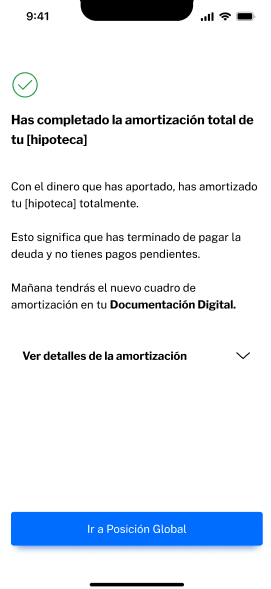 9:41
Has completado la amortización total de
tu [hipoteca]
Con el dinero que has aportado, has amortizado
tu [hipoteca] totalmente.
Esto significa que has terminado de pagar la
deuda y no tienes pagos pendientes.
Mañana tendrás el nuevo cuadro de
amortización en tu Documentación Digital.
Ver detalles de la amortización
Ir a Posición Global